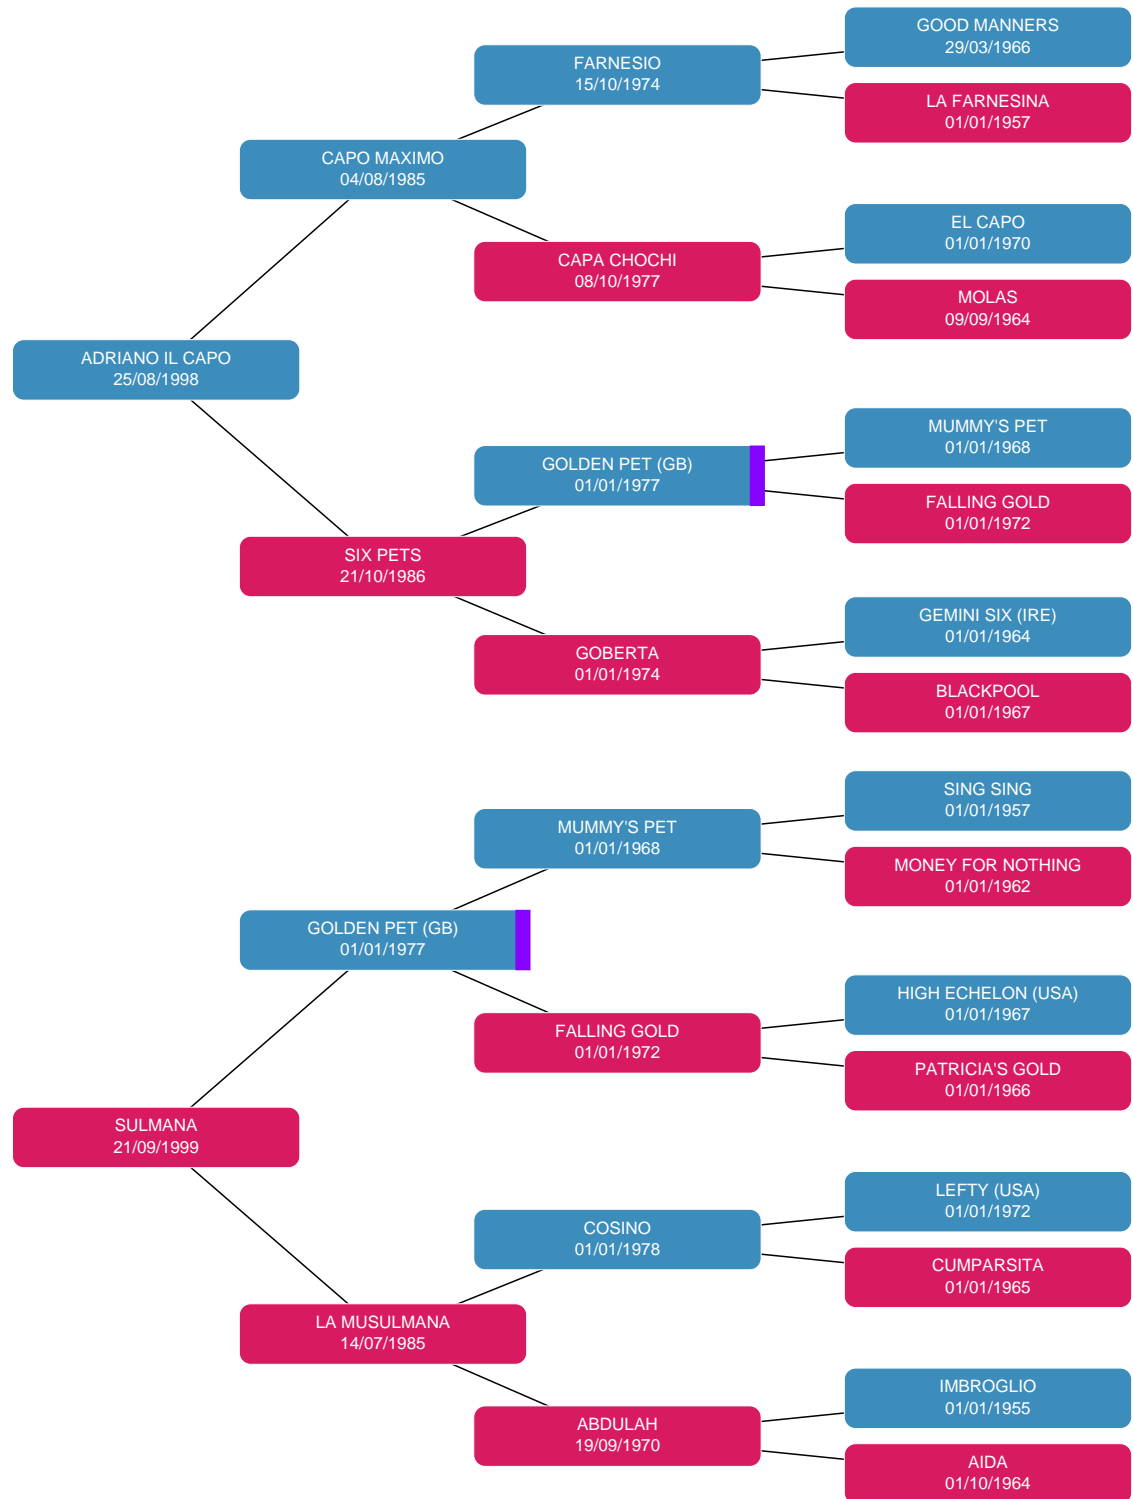 GOOD MANNERS
29/03/1966
FARNESIO
15/10/1974
LA FARNESINA
01/01/1957
CAPO MAXIMO
04/08/1985
EL CAPO
01/01/1970
CAPA CHOCHI
08/10/1977
MOLAS
09/09/1964
ADRIANO IL CAPO
25/08/1998
MUMMY'S PET
01/01/1968
GOLDEN PET (GB)
01/01/1977
FALLING GOLD
01/01/1972
SIX PETS
21/10/1986
GEMINI SIX (IRE)
01/01/1964
GOBERTA
01/01/1974
BLACKPOOL
01/01/1967
SING SING
01/01/1957
MUMMY'S PET
01/01/1968
MONEY FOR NOTHING
01/01/1962
GOLDEN PET (GB)
01/01/1977
HIGH ECHELON (USA)
01/01/1967
FALLING GOLD
01/01/1972
PATRICIA'S GOLD
01/01/1966
SULMANA
21/09/1999
LEFTY (USA)
01/01/1972
COSINO
01/01/1978
CUMPARSITA
01/01/1965
LA MUSULMANA
14/07/1985
IMBROGLIO
01/01/1955
ABDULAH
19/09/1970
AIDA
01/10/1964